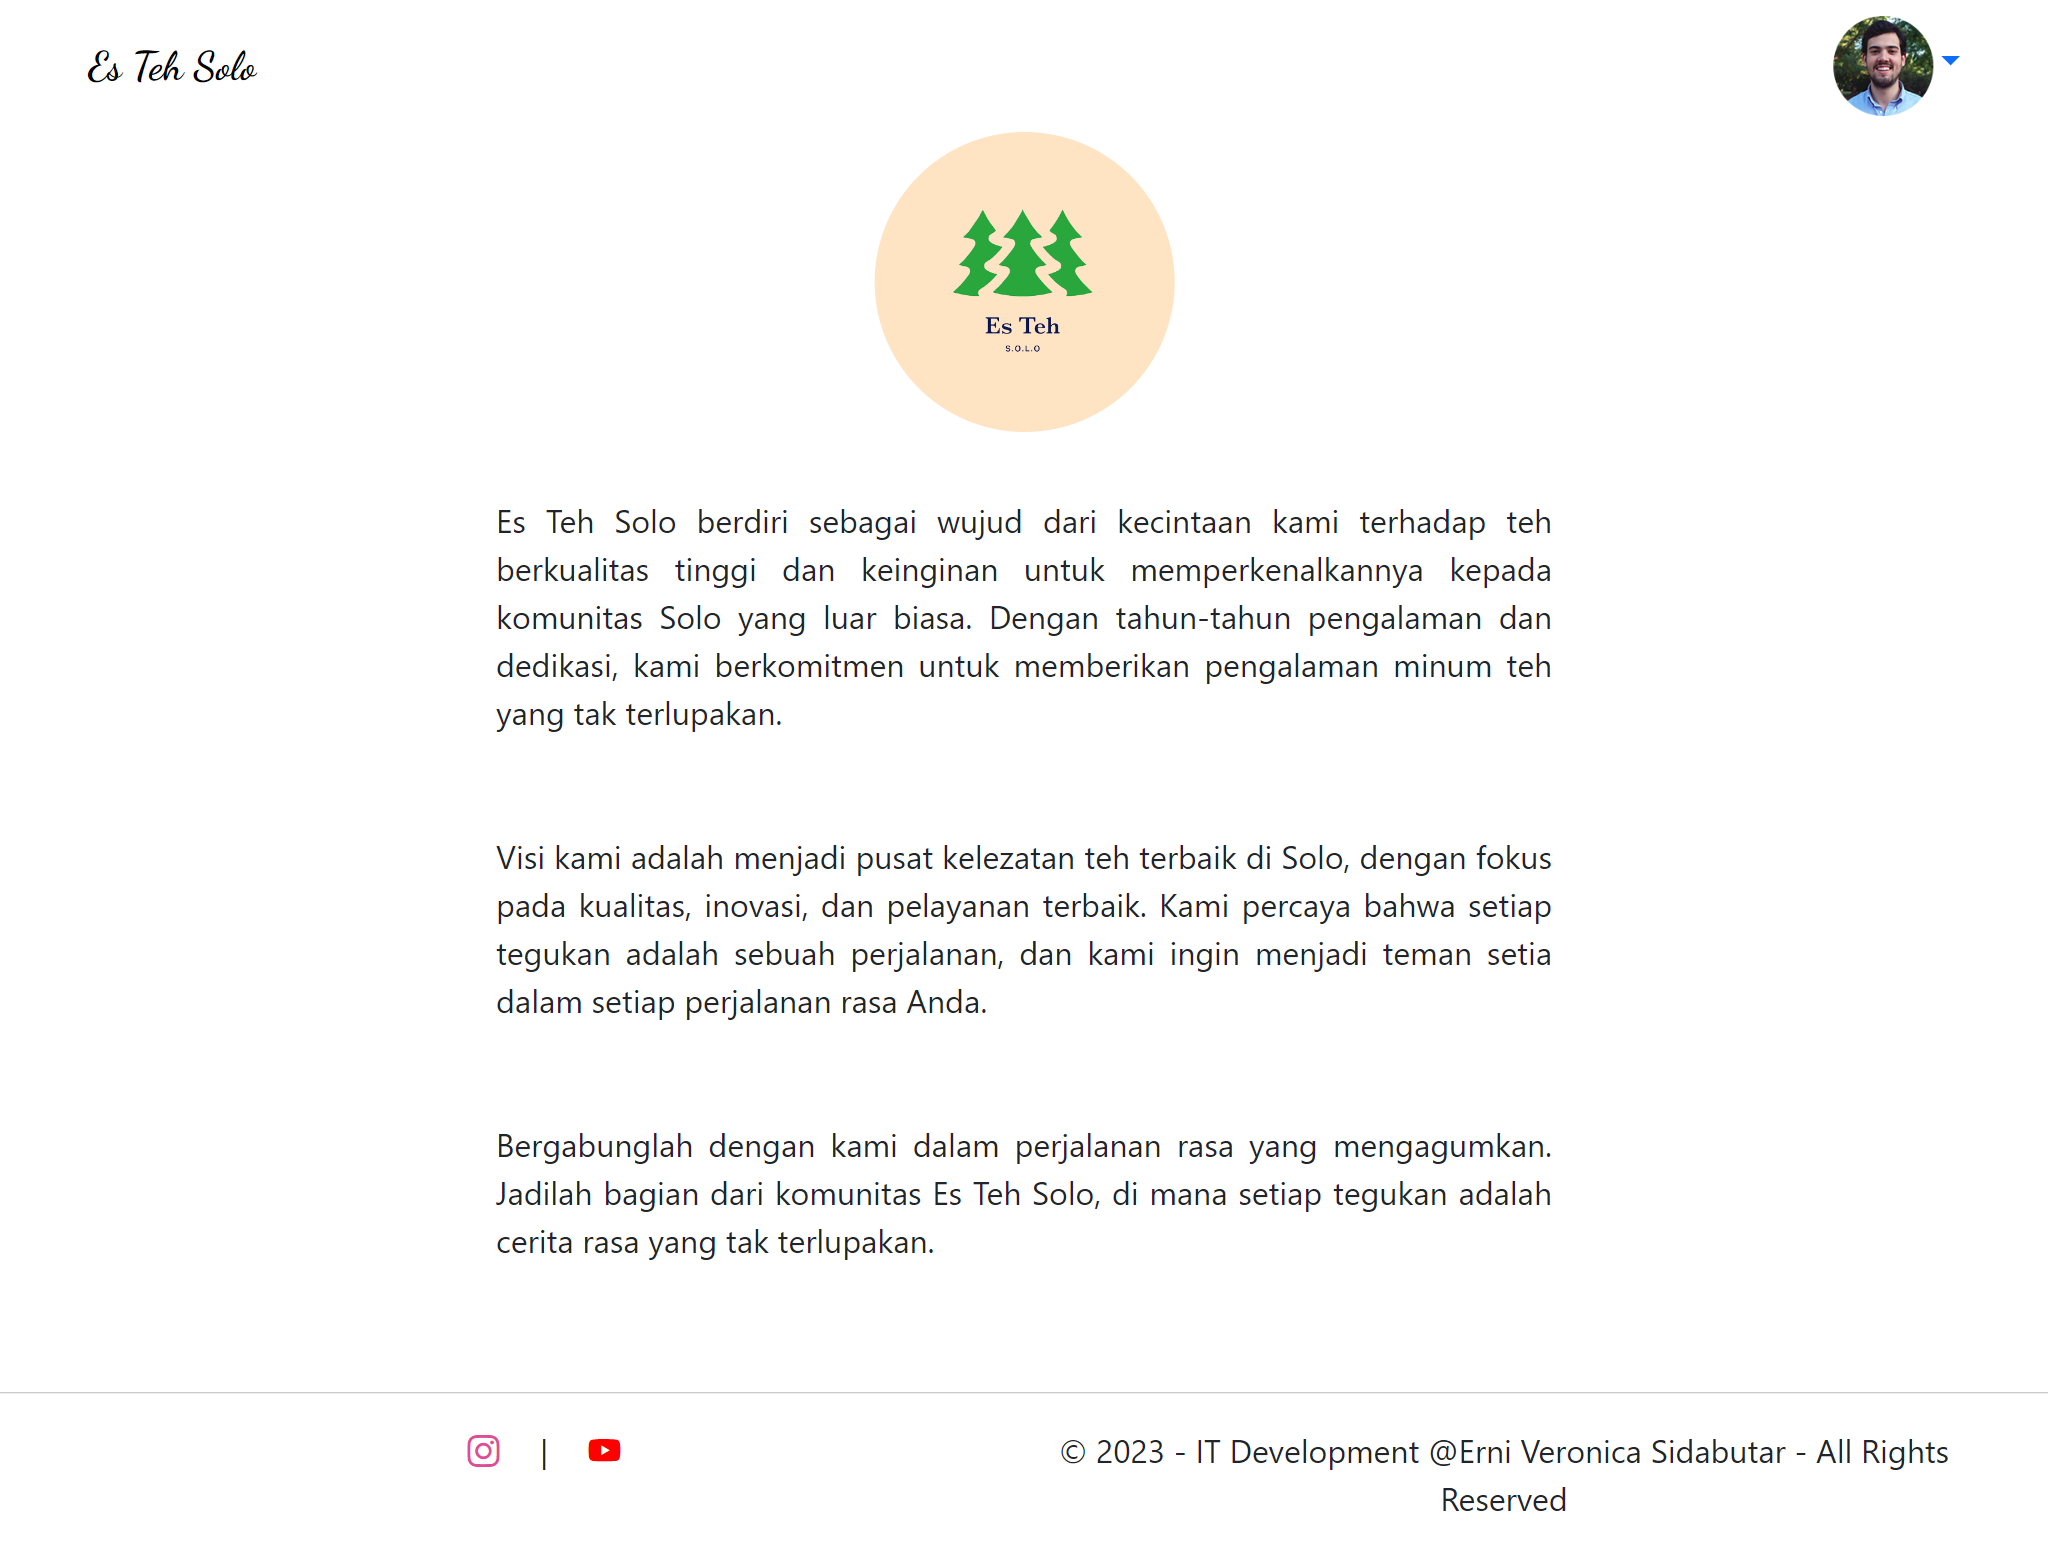 Es Teh Solo
Es Teh
S.O.L.O
Es Teh Solo berdiri sebagai wujud dari kecintaan kami terhadap teh
berkualitas tinggi dan keinginan untuk memperkenalkannya kepada
komunitas Solo yang luar biasa. Dengan tahun-tahun pengalaman dan
dedikasi, kami berkomitmen untuk memberikan pengalaman minum teh
yang tak terlupakan.
Visi kami adalah menjadi pusat kelezatan teh terbaik di Solo, dengan fokus
pada kualitas, inovasi, dan pelayanan terbaik. Kami percaya bahwa setiap
tegukan adalah sebuah perjalanan, dan kami ingin menjadi teman setia
dalam setiap perjalanan rasa Anda.
Bergabunglah dengan kami dalam perjalanan rasa yang mengagumkan.
Jadilah bagian dari komunitas Es Teh Solo, di mana setiap tegukan adalah
cerita rasa yang tak terlupakan.
|
© 2023 - IT Development @Erni Veronica Sidabutar - All Rights
Reserved